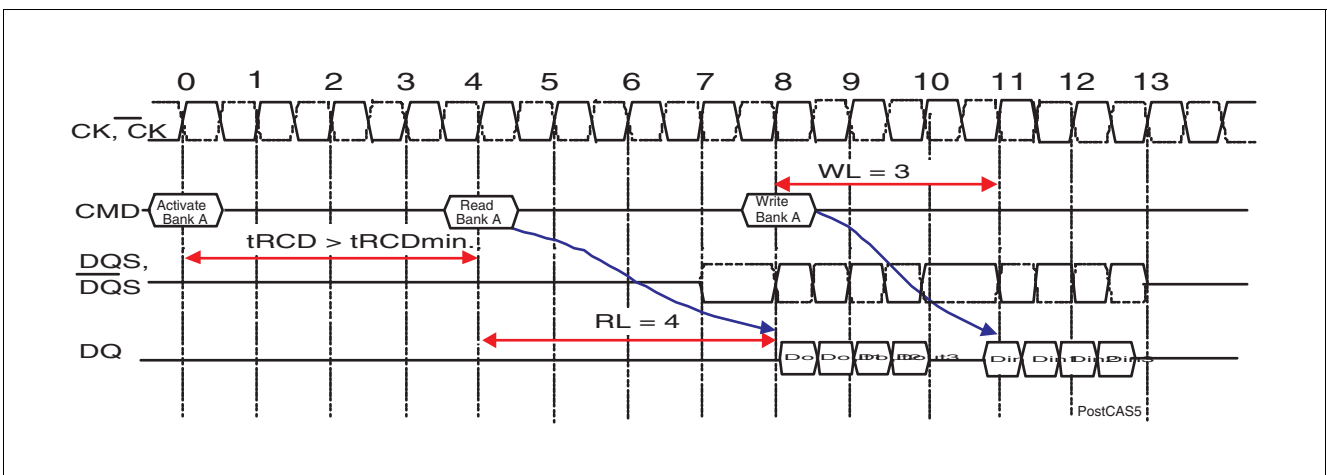 0 1 2 3 4 5 6 7 8 9 10 11 12 13
CK, CK
WL = 3
CMD
Activate Bank A
Read Bank A
Write Bank A
tRCD > tRCDmin.
DQS,
DQS
RL = 4
DQ
PostCAS5